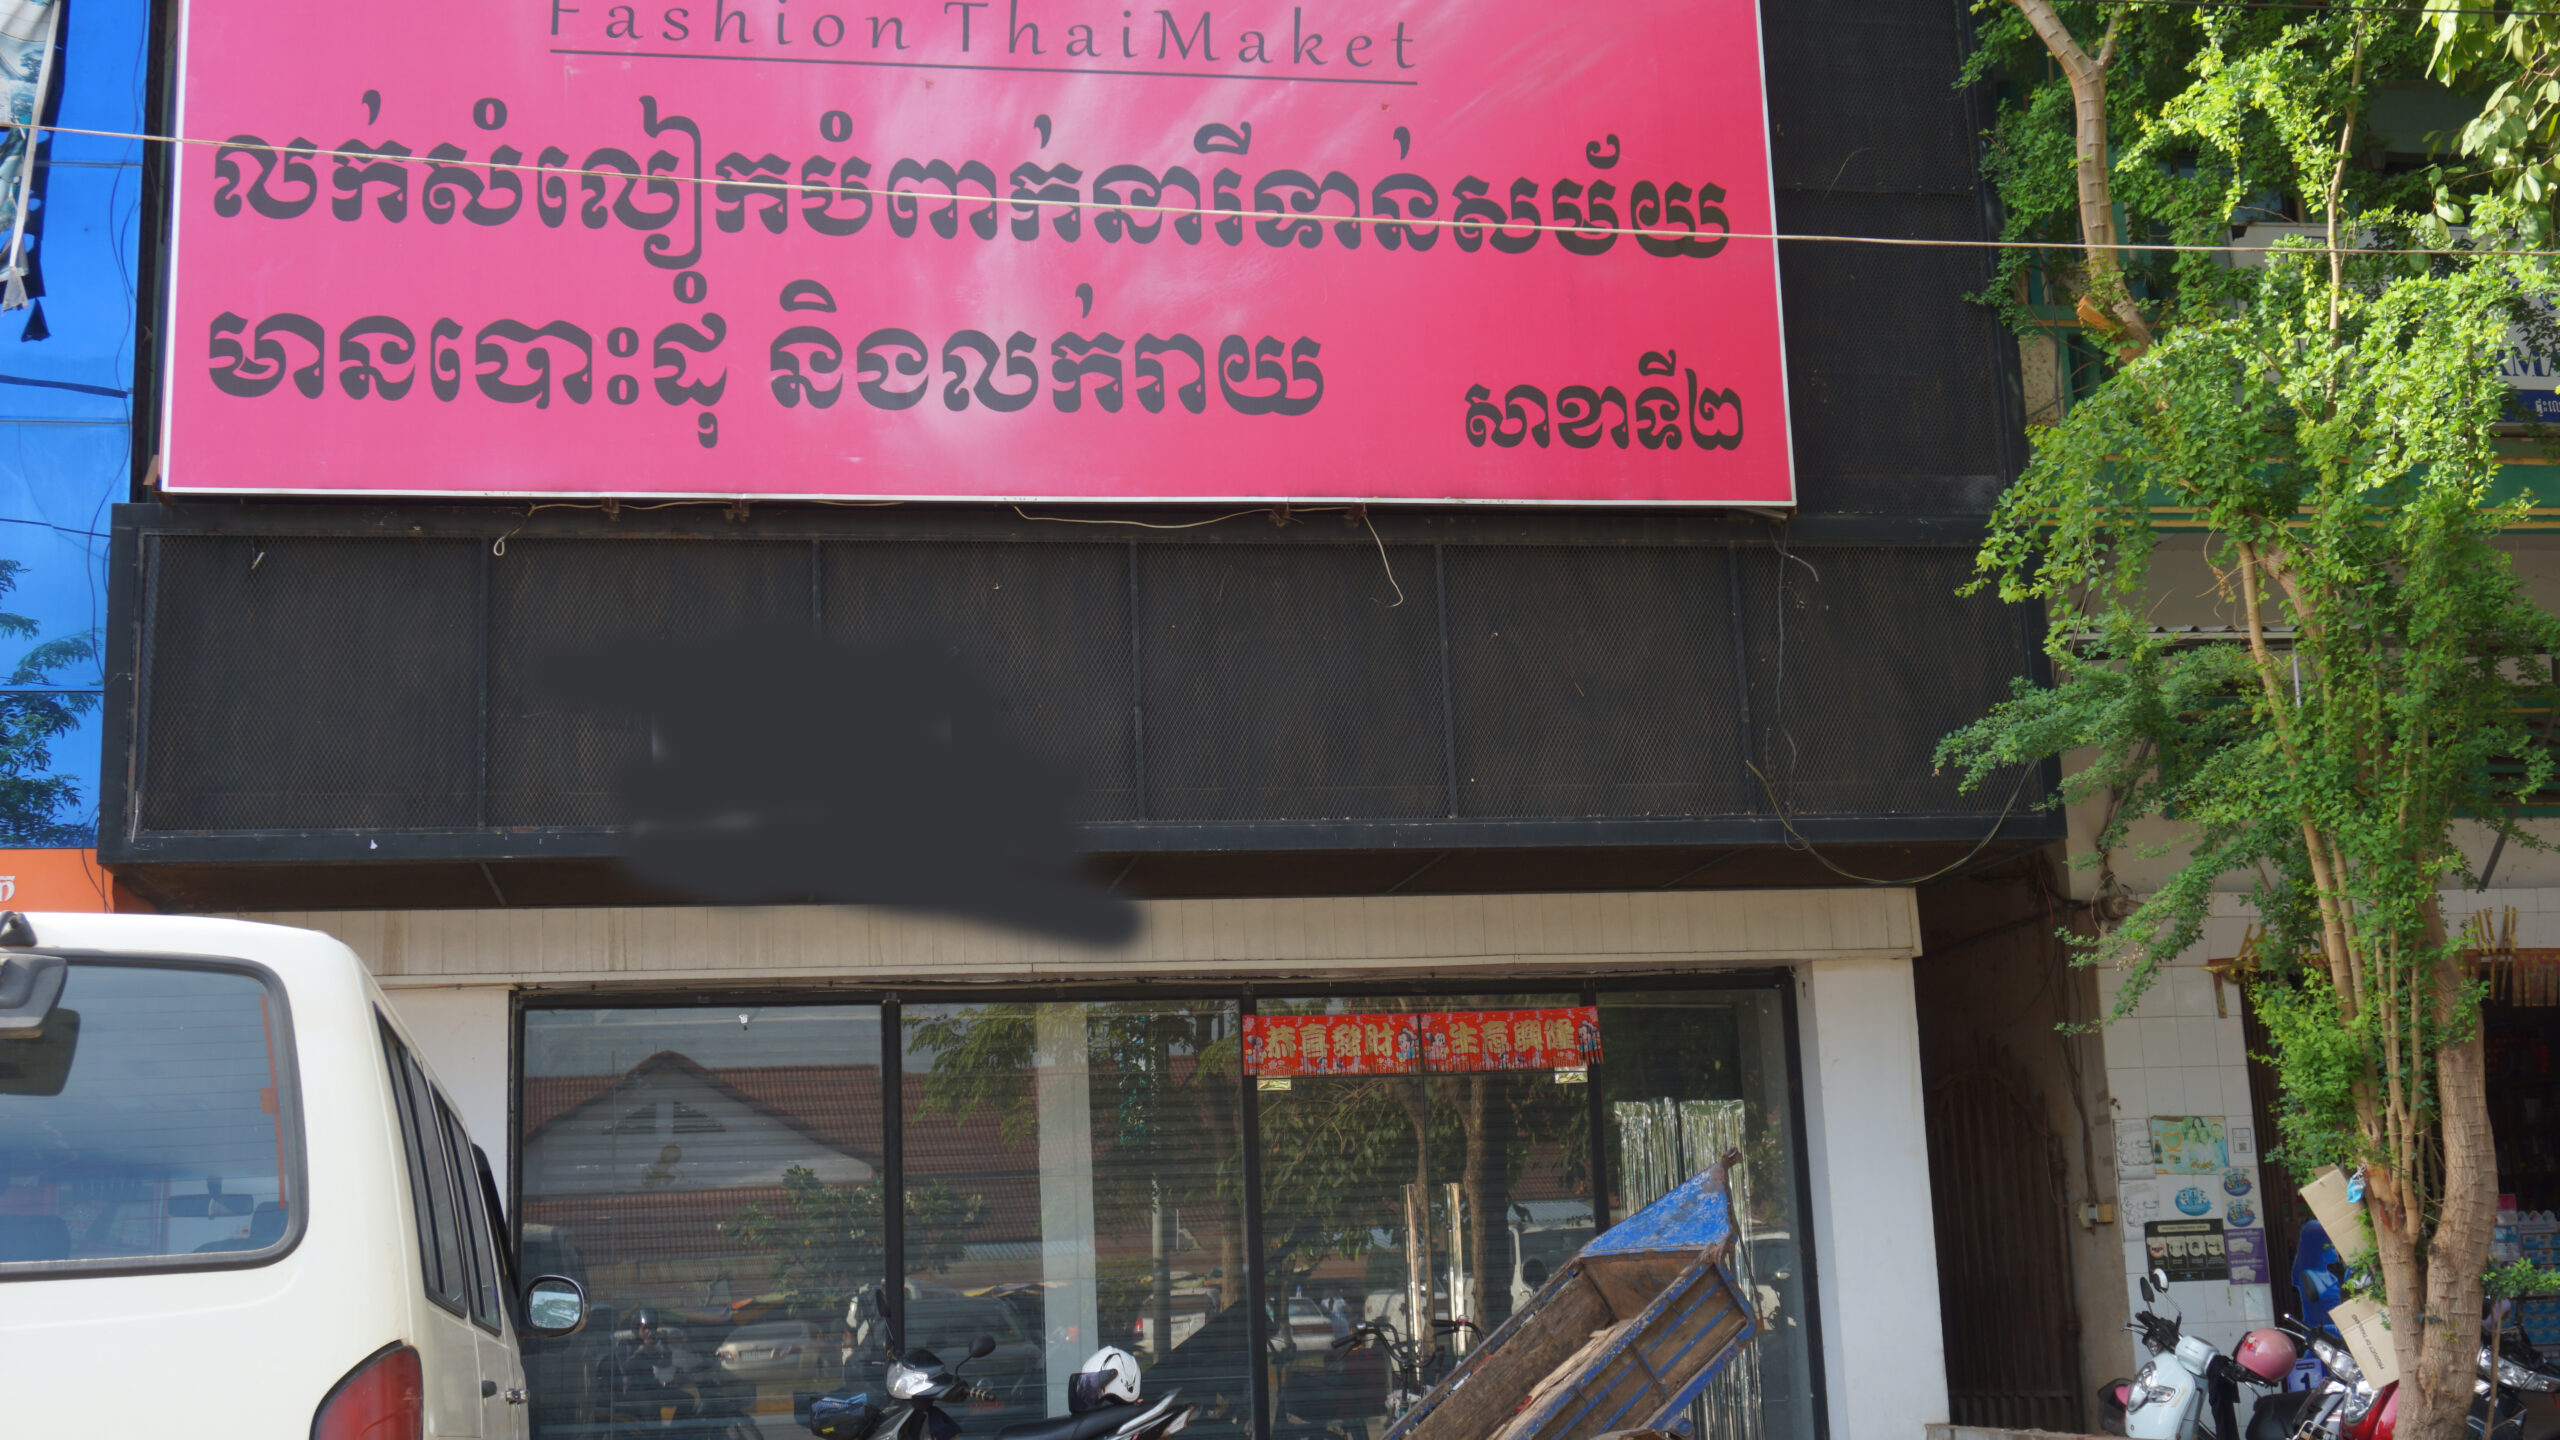 Fashion ThaiMaket
លក់សំលៀកបំពាក់នារីទាន់សម័យ
មានបោះដុំ និងលក់រាយ
សាខាទី២
恭喜發財 生意興隆